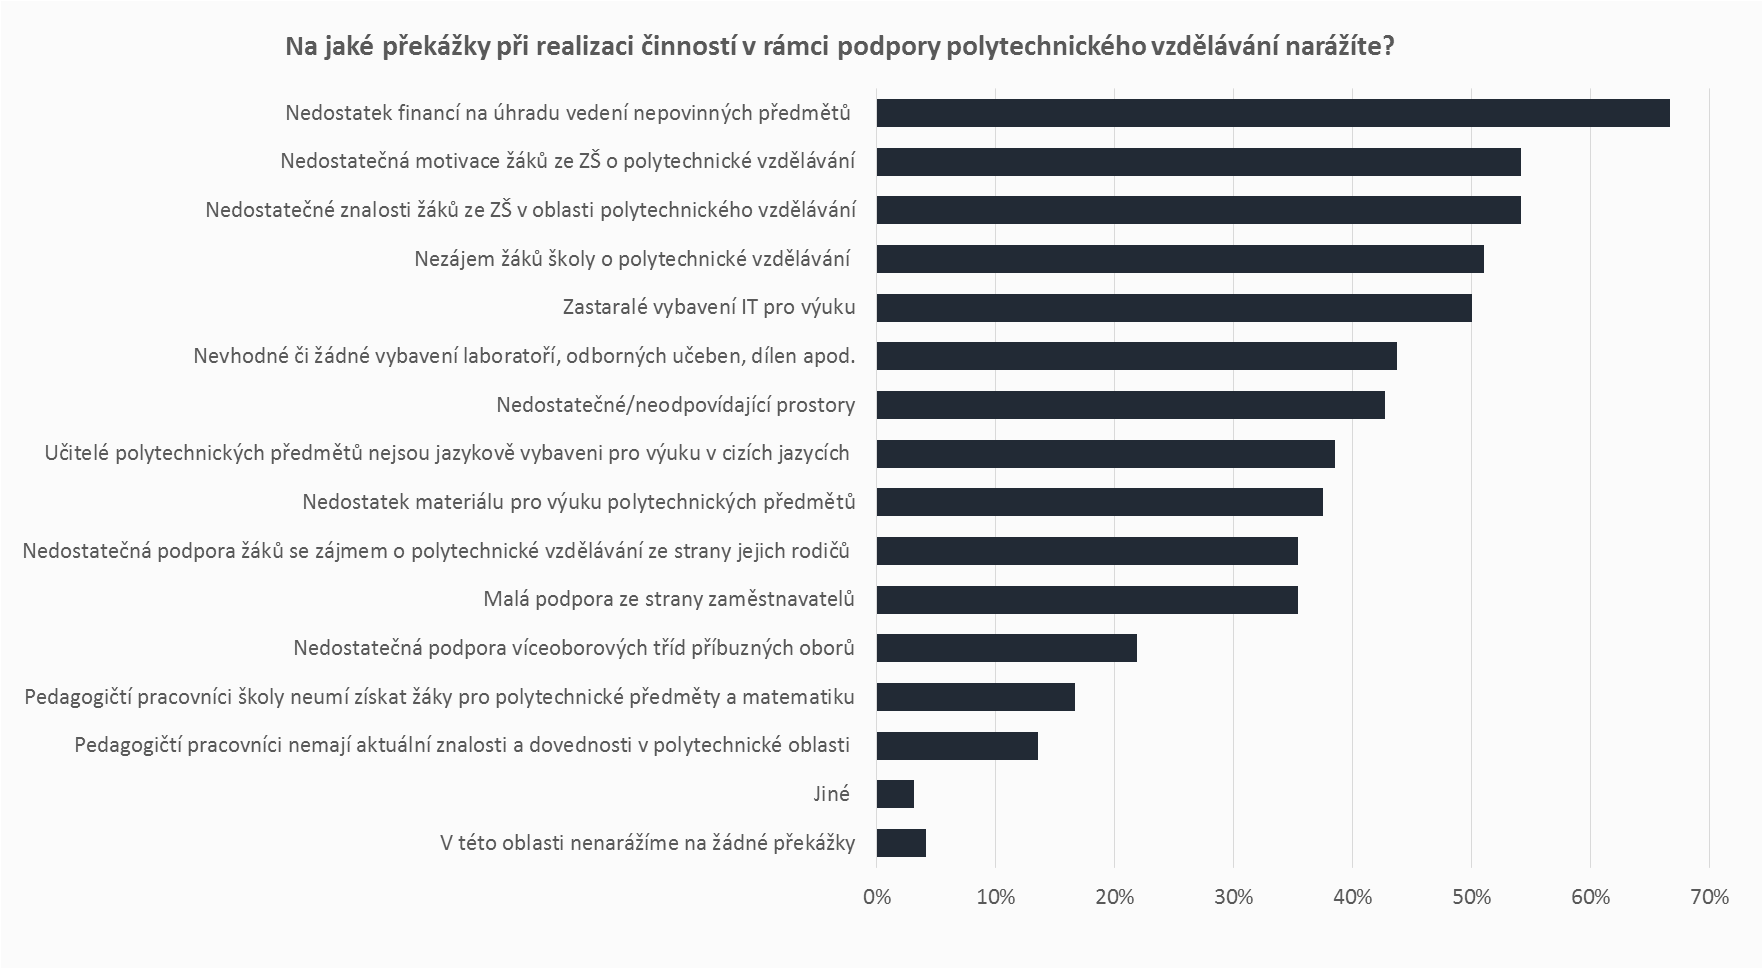 Na jaké překážky při realizaci činností v rámci podpory polytechnického vzdělávání narážíte?
Nedostatek financí na úhradu vedení nepovinných předmětů
Nedostatečná motivace žáků ze ZŠ o polytechnické vzdělávání
Nedostatečné znalosti žáků ze ZŠ v oblasti polytechnického vzdělávání
Nezájem žáků školy o polytechnické vzdělávání
Zastaralé vybavení IT pro výuku
Nevhodné či žádné vybavení laboratoří, odborných učeben, dílen apod.
Nedostatečné/neodpovídající prostory
Učitelé polytechnických předmětů nejsou jazykově vybaveni pro výuku v cizích jazycích
Nedostatek materiálu pro výuku polytechnických předmětů
Nedostatečná podpora žáků se zájmem o polytechnické vzdělávání ze strany jejich rodičů
Malá podpora ze strany zaměstnavatelů
Nedostatečná podpora víceoborových tříd příbuzných oborů
Pedagogičtí pracovníci školy neumí získat žáky pro polytechnické předměty a matematiku
Pedagogičtí pracovníci nemají aktuální znalosti a dovednosti v polytechnické oblasti
Jiné
V této oblasti nenarážíme na žádné překážky
0% 10% 20% 30% 40% 50% 60% 70%